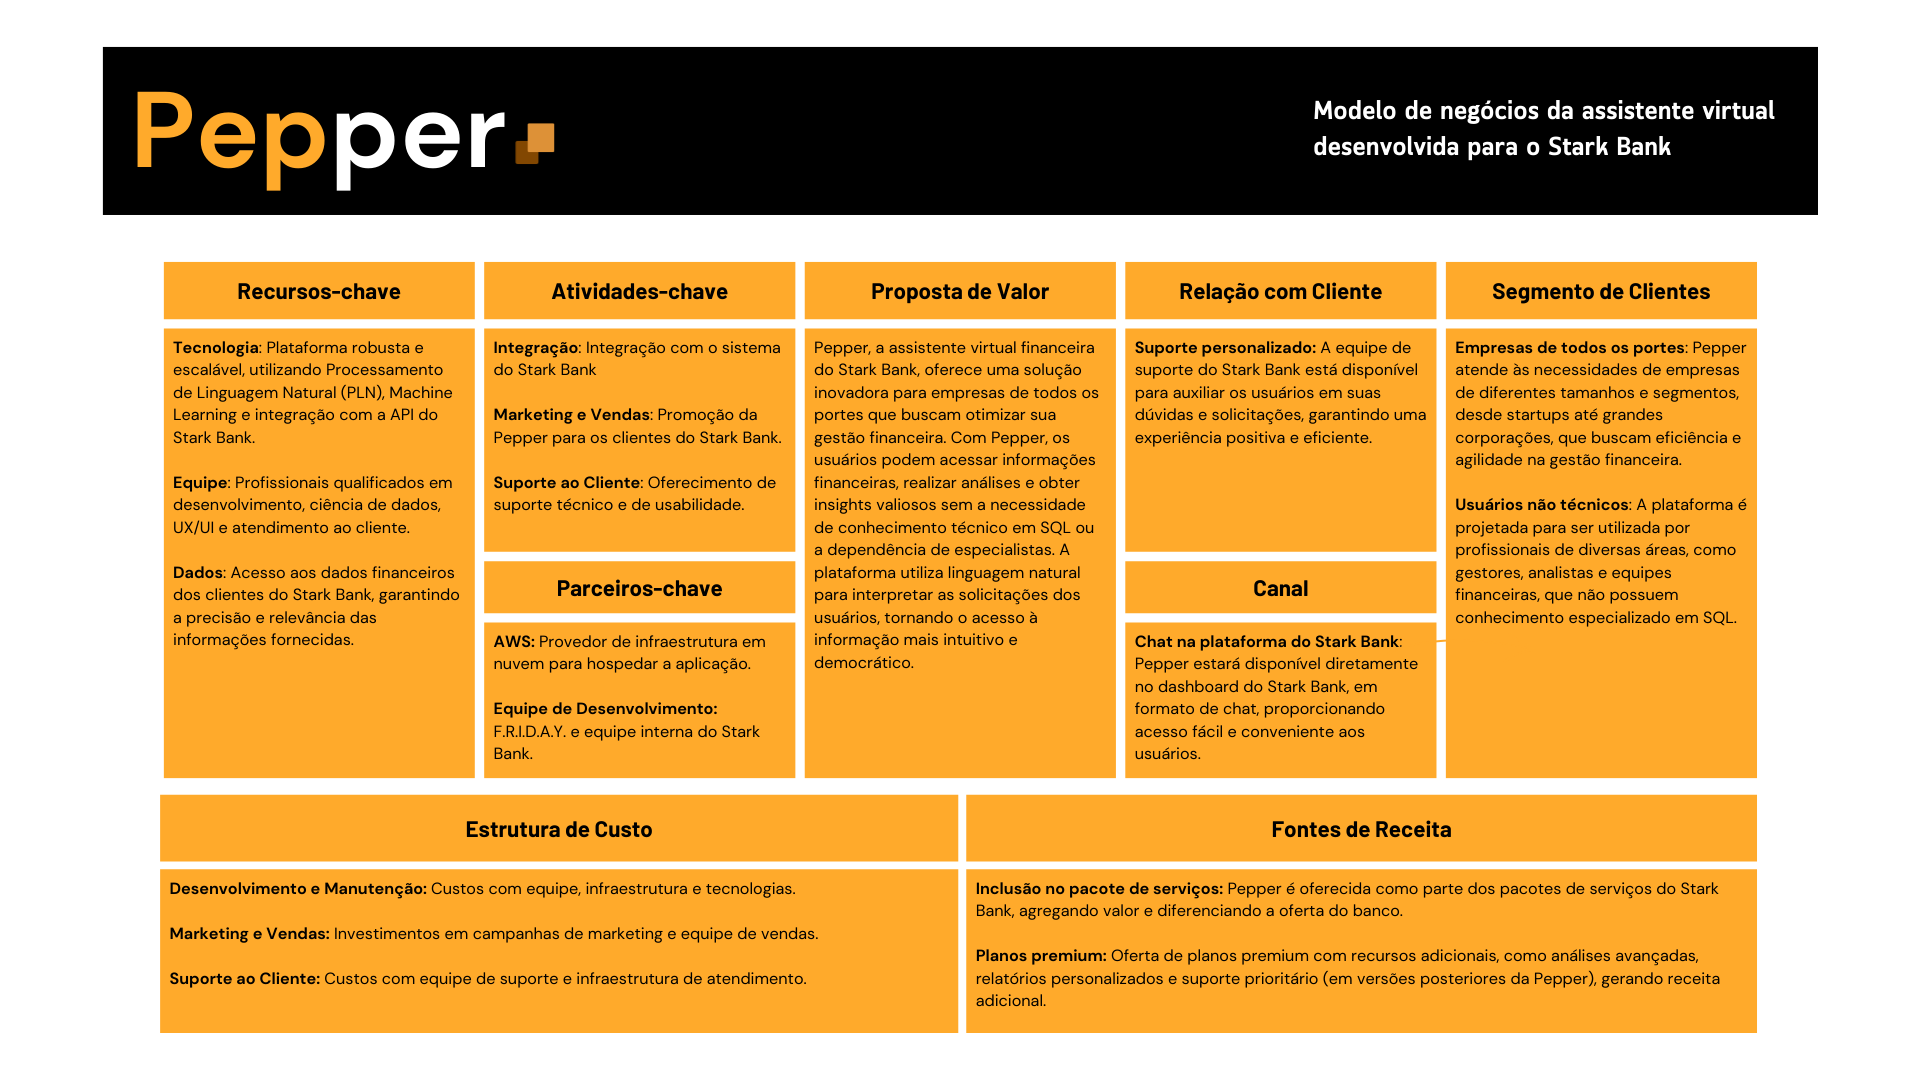 Pepper
Modelo de negócios da assistente virtual
desenvolvida para o Stark Bank
Recursos-chave
Tecnologia: Plataforma robusta e
escalável, utilizando Processamento
de Linguagem Natural (PLN), Machine
Learning e integração com a API do
Stark Bank.
Equipe: Profissionais qualificados em
desenvolvimento, ciência de dados,
UX/UI e atendimento ao cliente.
Dados: Acesso aos dados financeiros
dos clientes do Stark Bank, garantindo
a precisão e relevância das
informações fornecidas.
Atividades-chave
Integração: Integração com o sistema
do Stark Bank
Marketing e Vendas: Promoção da
Pepper para os clientes do Stark Bank.
Suporte ao Cliente: Oferecimento de
suporte técnico e de usabilidade.
Parceiros-chave
AWS: Provedor de infraestrutura em
nuvem para hospedar a aplicação.
Equipe de Desenvolvimento:
F.R.I.D.A.Y. e equipe interna do Stark
Bank.
Proposta de Valor
Pepper, a assistente virtual financeira
do Stark Bank, oferece uma solução
inovadora para empresas de todos os
portes que buscam otimizar sua
gestão financeira. Com Pepper, os
usuários podem acessar informações
financeiras, realizar análises e obter
insights valiosos sem a necessidade
de conhecimento técnico em SQL ou
a dependência de especialistas. A
plataforma utiliza linguagem natural
para interpretar as solicitações dos
usuários, tornando o acesso à
informação mais intuitivo e
democrático.
Relação com Cliente
Suporte personalizado: A equipe de
suporte do Stark Bank está disponível
para auxiliar os usuários em suas
dúvidas e solicitações, garantindo uma
experiência positiva e eficiente.
Canal
Chat na plataforma do Stark Bank:
Pepper estará disponível diretamente
no dashboard do Stark Bank, em
formato de chat, proporcionando
acesso fácil e conveniente aos
usuários.
Segmento de Clientes
Empresas de todos os portes: Pepper
atende às necessidades de empresas
de diferentes tamanhos e segmentos,
desde startups até grandes
corporações, que buscam eficiência e
agilidade na gestão financeira.
Usuários não técnicos: A plataforma é
projetada para ser utilizada por
profissionais de diversas áreas, como
gestores, analistas e equipes
financeiras, que não possuem
conhecimento especializado em SQL.
Estrutura de Custo
Desenvolvimento e Manutenção: Custos com equipe, infraestrutura e tecnologias.
Marketing e Vendas: Investimentos em campanhas de marketing e equipe de vendas.
Suporte ao Cliente: Custos com equipe de suporte e infraestrutura de atendimento.
Fontes de Receita
Inclusão no pacote de serviços: Pepper é oferecida como parte dos pacotes de serviços do Stark
Bank, agregando valor e diferenciando a oferta do banco.
Planos premium: Oferta de planos premium com recursos adicionais, como análises avançadas,
relatórios personalizados e suporte prioritário (em versões posteriores da Pepper), gerando receita
adicional.